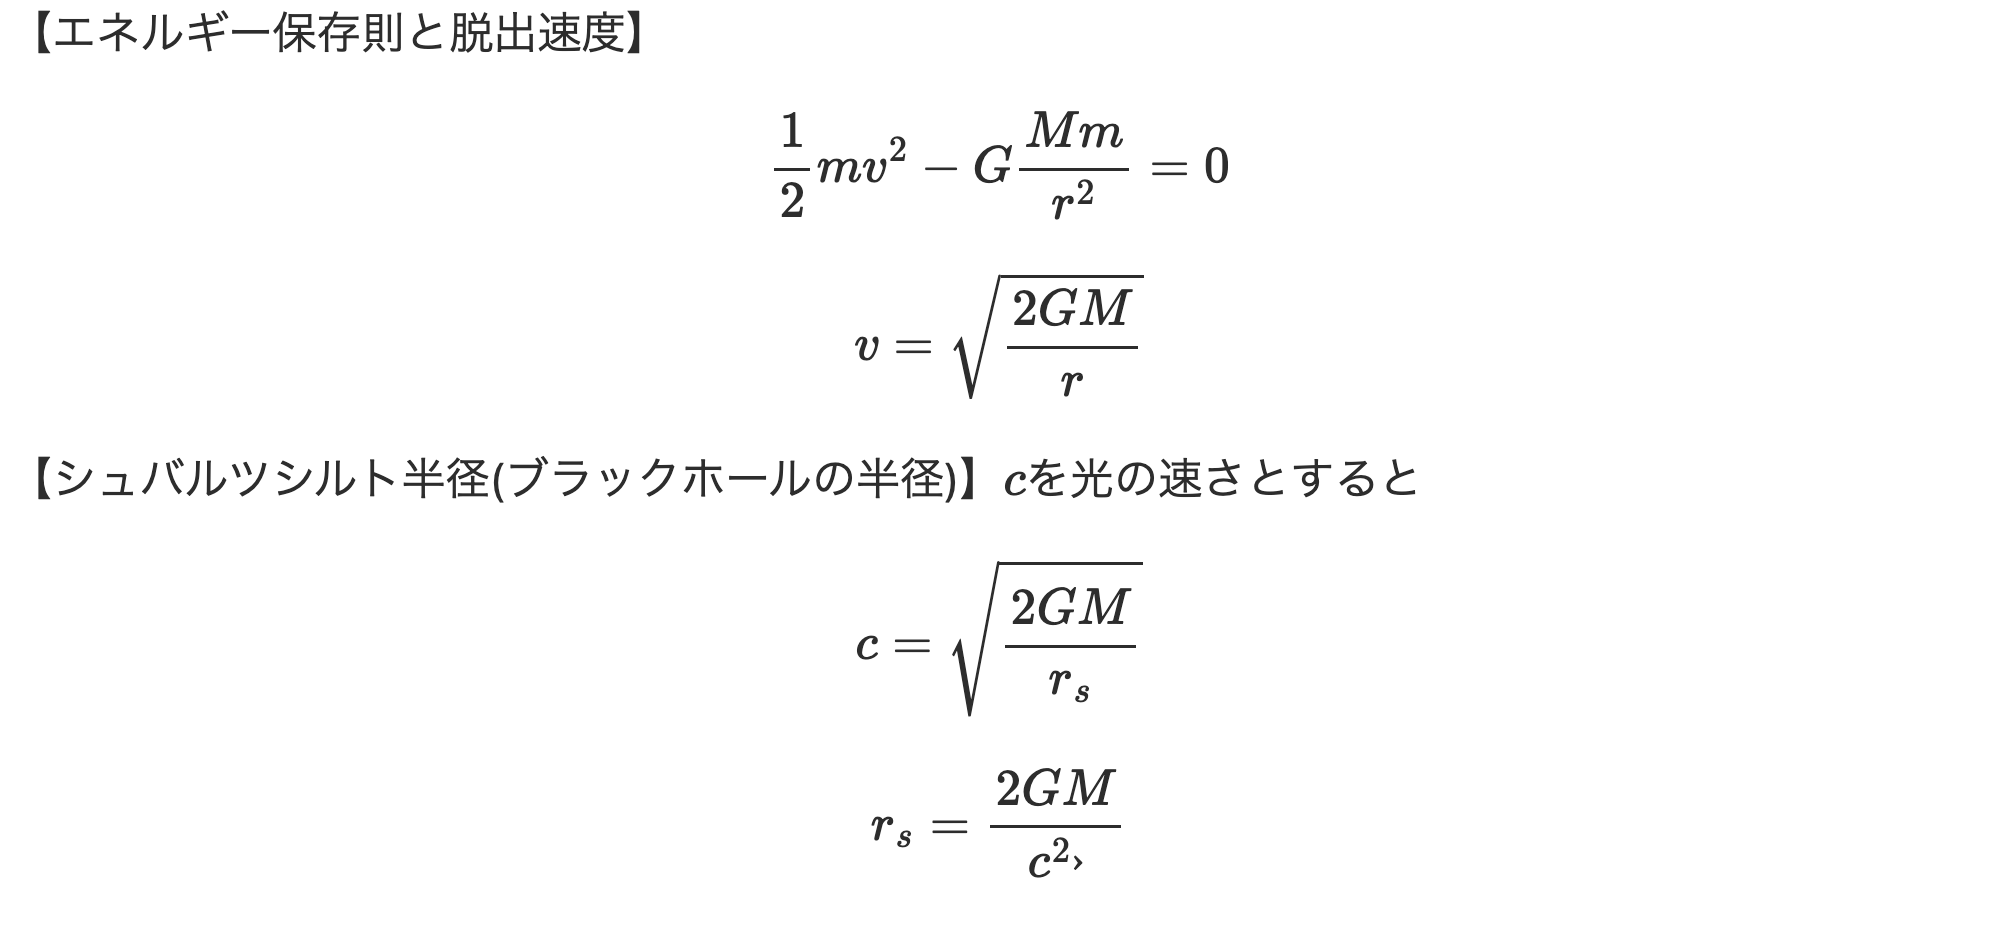 【エネルギー保存則と脱出速度】
\frac{1}{2}mv^2 - G\frac{Mm}{r^2} = 0
v = \sqrt{\frac{2GM}{r}}
【シュバルツシルト半径(ブラックホールの半径)】cを光の速さとすると
c = \sqrt{\frac{2GM}{r_s}}
r_s = \frac{2GM}{c^2›}